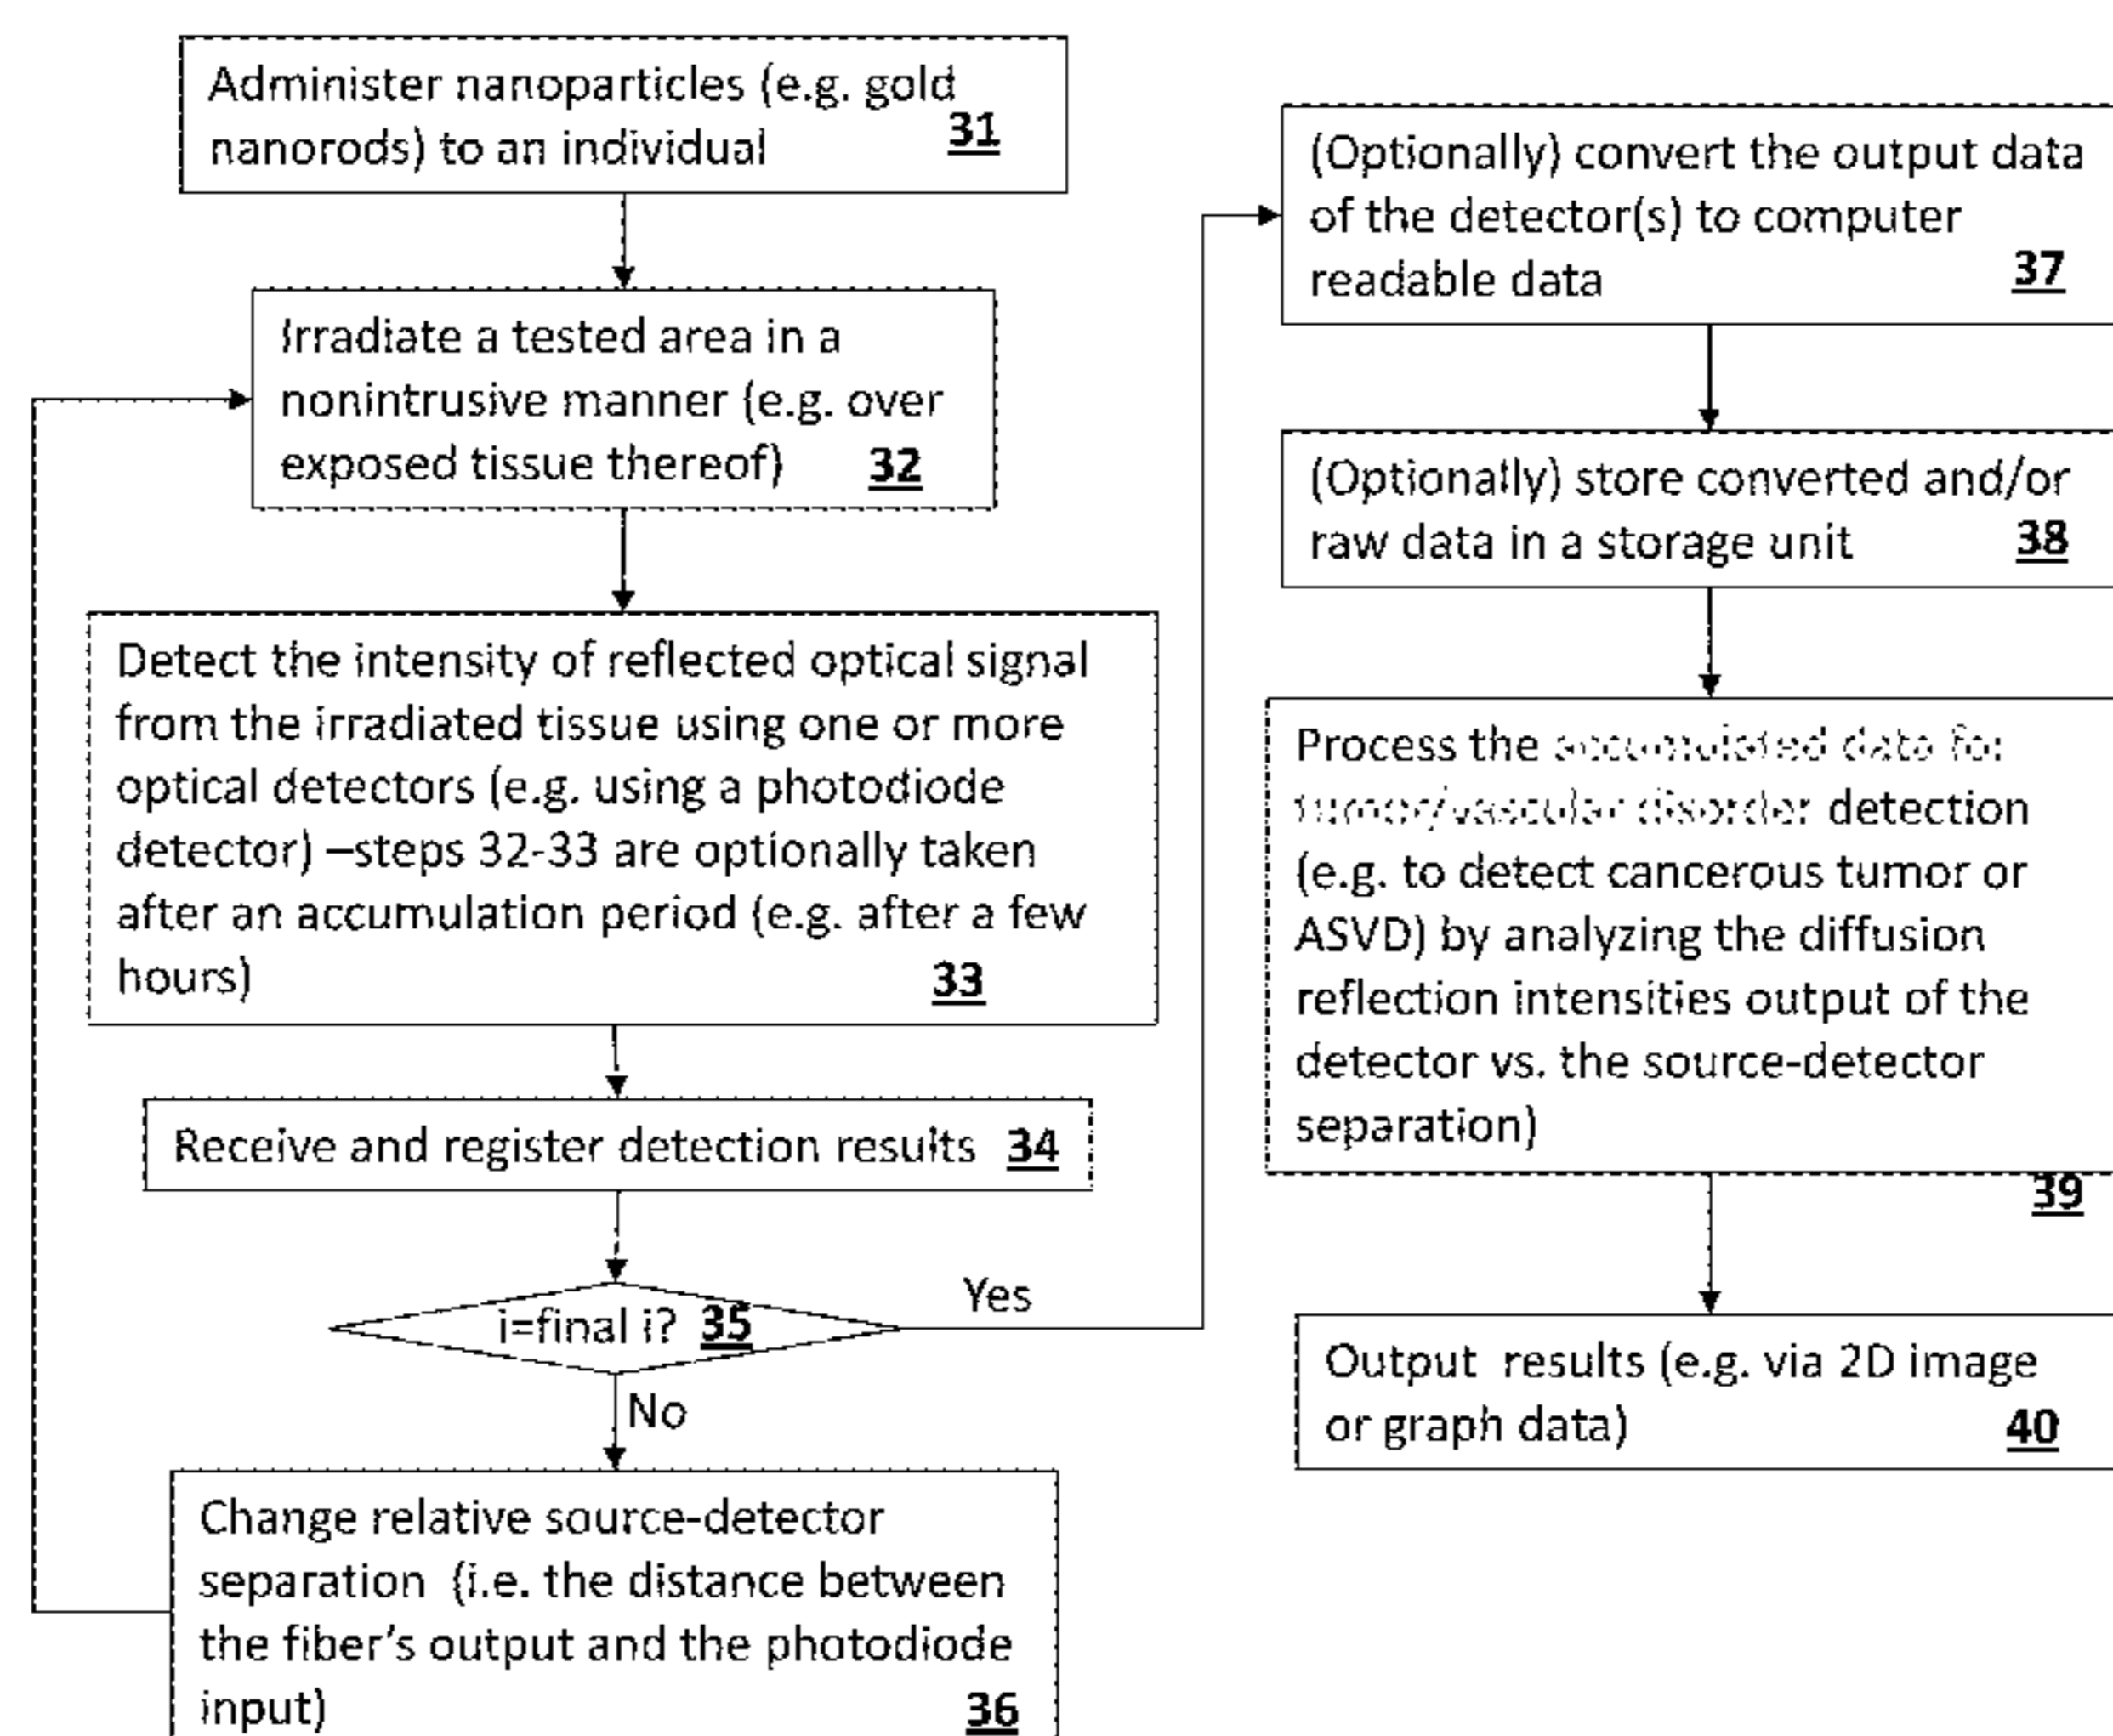 Administer nanoparticles (e.g. gold
nanorods) to an individual 31
Irradiate a tested area in a
nonintrusive manner (e.g. over
exposed tissue thereof) 32
Detect the intensity of reflected optical signal
from the irradiated tissue using one or more
optical detectors (e.g. using a photodiode
detector) –steps 32-33 are optionally taken
after an accumulation period (e.g. after a few
hours) 33
Receive and register detection results 34
i=final i? 35
Yes
No
Change relative source-detector
separation (i.e. the distance between
the fiber's output and the photodiode
input) 36
(Optionally) convert the output data
of the detector(s) to computer
readable data 37
(Optionally) store converted and/or
raw data in a storage unit 38
Process the accumulated data for
tumor/vascular disorder detection
(e.g. to detect cancerous tumor or
ASVD) by analyzing the diffusion
reflection intensities output of the
detector vs. the source-detector
separation)
39
Output results (e.g. via 2D image
or graph data) 40